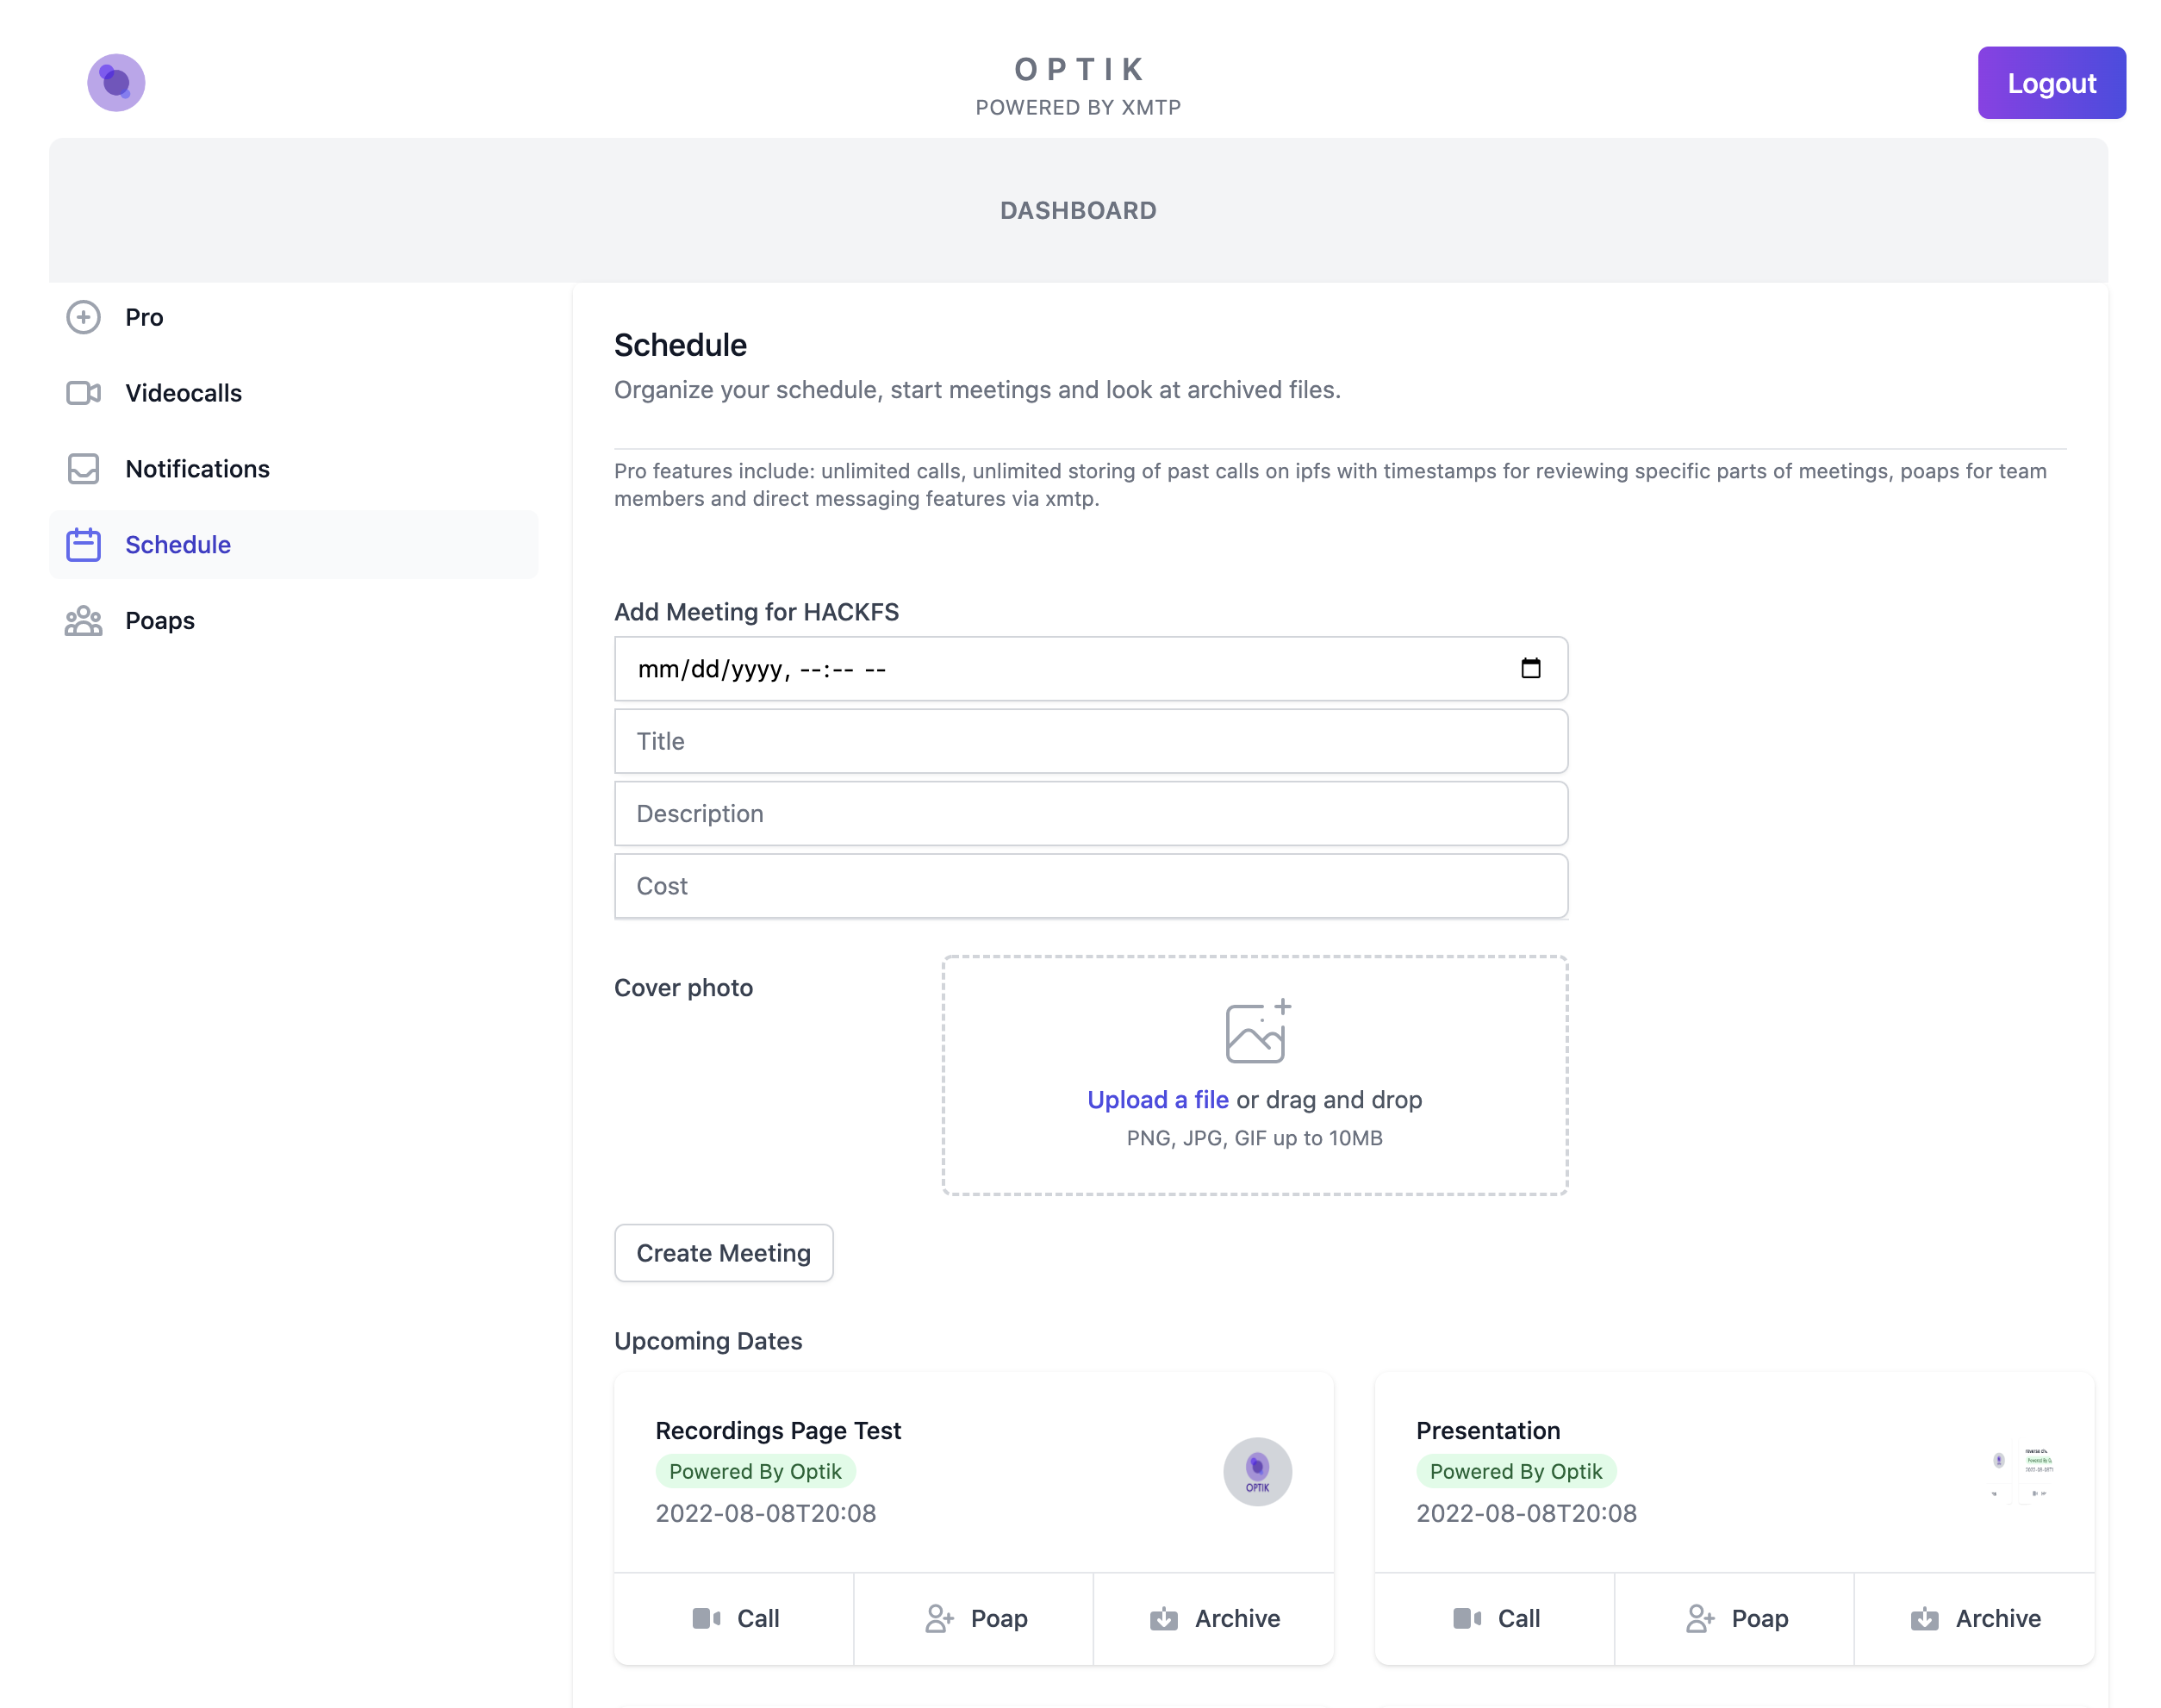 OPTIK
POWERED BY XMTP
Logout
DASHBOARD
Pro
Videocalls
Notifications
Schedule
Poaps
Schedule
Organize your schedule, start meetings and look at archived files.
Pro features include: unlimited calls, unlimited storing of past calls on ipfs with timestamps for reviewing specific parts of meetings, poaps for team
members and direct messaging features via xmtp.
Add Meeting for HACKFS
mm/dd/yyyy, --:-- --
Title
Description
Cost
Cover photo
Upload a file or drag and drop
PNG, JPG, GIF up to 10MB
Create Meeting
Upcoming Dates
Recordings Page Test
Powered By Optik
2022-08-08T20:08
OPTIK
Call
Poap
Archive
Presentation
Powered By Optik
2022-08-08T20:08
Call
Poap
Archive